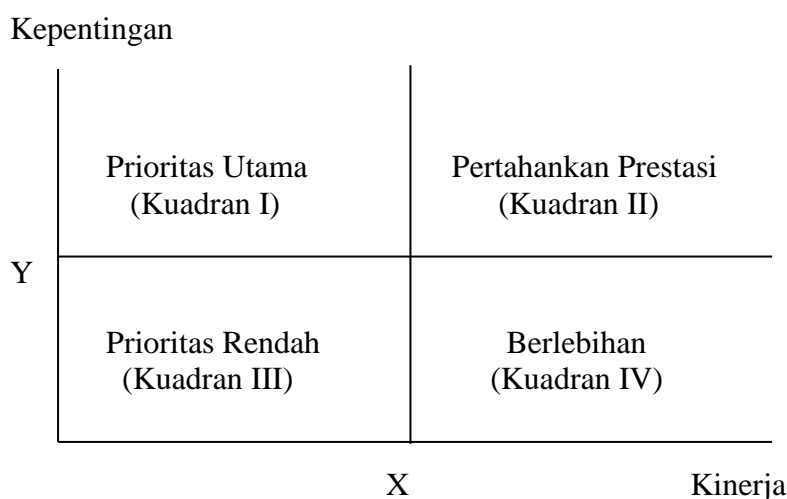 Kepentingan
Prioritas Utama
(Kuadran I)
Pertahankan Prestasi
(Kuadran II)
Y
Prioritas Rendah
(Kuadran III)
Berlebihan
(Kuadran IV)
X
Kinerja